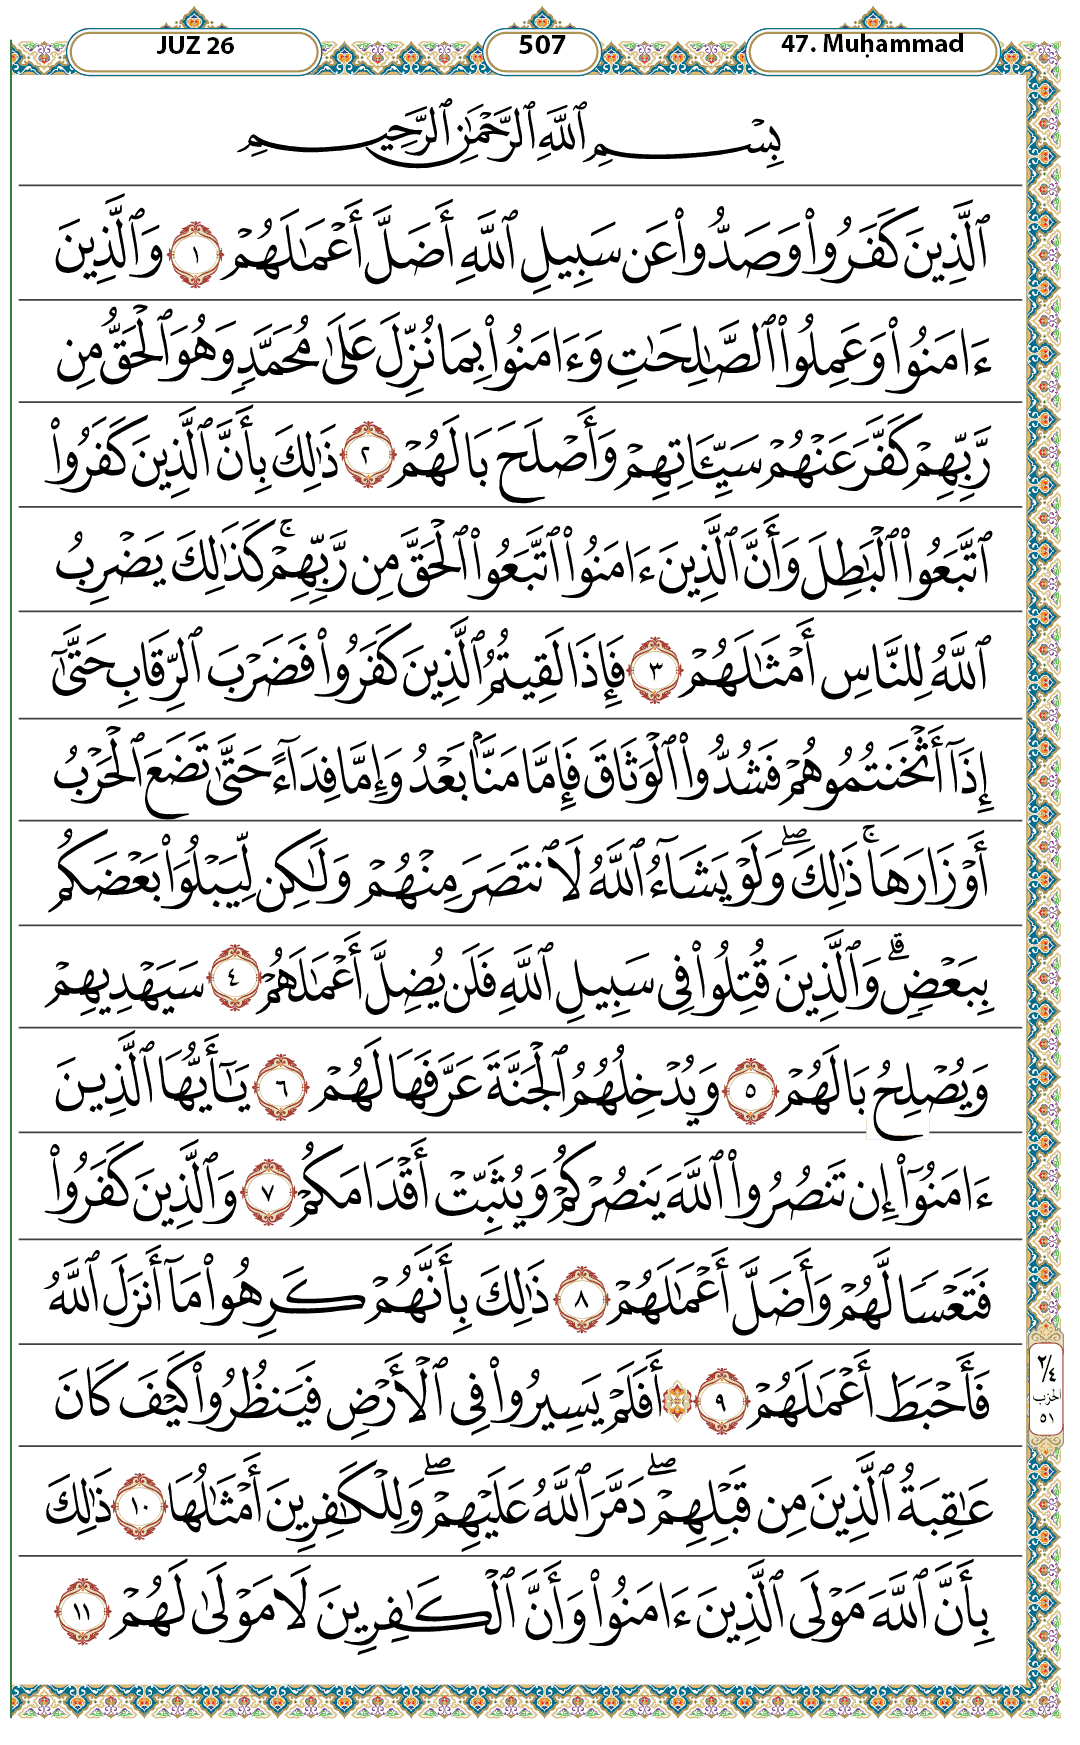 JUZ 26
507
47. Muḥammad
بِسْمِ ٱللَّهِ ٱلرَّحْمَٰنِ ٱلرَّحِيمِ
ٱلَّذِينَ كَفَرُوا۟ وَصَدُّوا۟ عَن سَبِيلِ ٱللَّهِ أَضَلَّ أَعْمَٰلَهُمْ ١ وَٱلَّذِينَ
ءَامَنُوا۟ وَعَمِلُوا۟ ٱلصَّٰلِحَٰتِ وَءَامَنُوا۟ بِمَا نُزِّلَ عَلَىٰ مُحَمَّدٍ وَهُوَ ٱلْحَقُّ مِن
رَّبِّهِمْ كَفَّرَ عَنْهُمْ سَيِّـَٔاتِهِمْ وَأَصْلَحَ بَالَهُمْ ٢ ذَٰلِكَ بِأَنَّ ٱلَّذِينَ كَفَرُوا۟
ٱتَّبَعُوا۟ ٱلْبَٰطِلَ وَأَنَّ ٱلَّذِينَ ءَامَنُوا۟ ٱتَّبَعُوا۟ ٱلْحَقَّ مِن رَّبِّهِمْ ۚ كَذَٰلِكَ يَضْرِبُ
ٱللَّهُ لِلنَّاسِ أَمْثَٰلَهُمْ ٣ فَإِذَا لَقِيتُمُ ٱلَّذِينَ كَفَرُوا۟ فَضَرْبَ ٱلرِّقَابِ حَتَّىٰٓ
إِذَآ أَثْخَنتُمُوهُمْ فَشُدُّوا۟ ٱلْوَثَاقَ فَإِمَّا مَنًّۢا بَعْدُ وَإِمَّا فِدَآءً حَتَّىٰ تَضَعَ ٱلْحَرْبُ
أَوْزَارَهَا ۚ ذَٰلِكَ ۖ وَلَوْ يَشَآءُ ٱللَّهُ لَٱنتَصَرَ مِنْهُمْ وَلَٰكِن لِّيَبْلُوَا۟ بَعْضَكُم
بِبَعْضٍ ۗ وَٱلَّذِينَ قُتِلُوا۟ فِى سَبِيلِ ٱللَّهِ فَلَن يُضِلَّ أَعْمَٰلَهُمْ ٤ سَيَهْدِيهِمْ
وَيُصْلِحُ بَالَهُمْ ٥ وَيُدْخِلُهُمُ ٱلْجَنَّةَ عَرَّفَهَا لَهُمْ ٦ يَٰٓأَيُّهَا ٱلَّذِينَ
ءَامَنُوٓا۟ إِن تَنصُرُوا۟ ٱللَّهَ يَنصُرْكُمْ وَيُثَبِّتْ أَقْدَامَكُمْ ٧ وَٱلَّذِينَ كَفَرُوا۟
فَتَعْسًا لَّهُمْ وَأَضَلَّ أَعْمَٰلَهُمْ ٨ ذَٰلِكَ بِأَنَّهُمْ كَرِهُوا۟ مَآ أَنزَلَ ٱللَّهُ
فَأَحْبَطَ أَعْمَٰلَهُمْ ٩ أَفَلَمْ يَسِيرُوا۟ فِى ٱلْأَرْضِ فَيَنظُرُوا۟ كَيْفَ كَانَ
عَٰقِبَةُ ٱلَّذِينَ مِن قَبْلِهِمْ ۖ دَمَّرَ ٱللَّهُ عَلَيْهِمْ ۖ وَلِلْكَٰفِرِينَ أَمْثَٰلُهَا ١٠ ذَٰلِكَ
بِأَنَّ ٱللَّهَ مَوْلَى ٱلَّذِينَ ءَامَنُوا۟ وَأَنَّ ٱلْكَٰفِرِينَ لَا مَوْلَىٰ لَهُمْ ١١
٢/٤
الحزب
٥١